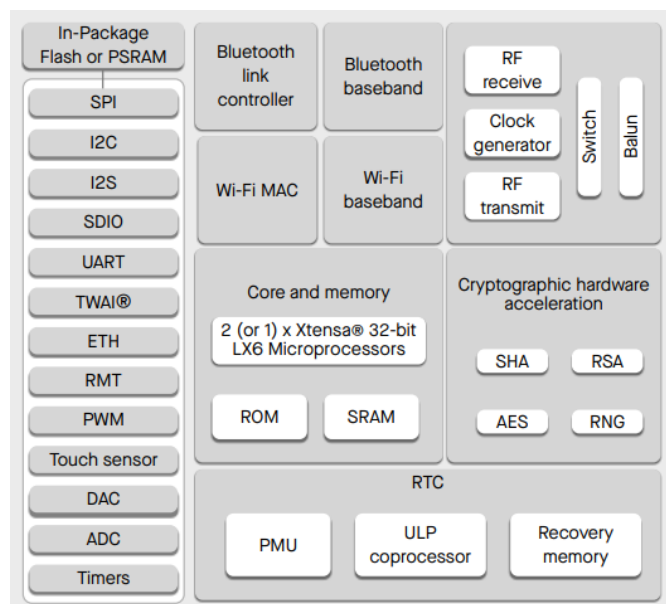 In-Package
Flash or PSRAM
SPI
I2C
I2S
SDIO
UART
TWAI®
ETH
RMT
PWM
Touch sensor
DAC
ADC
Timers
Bluetooth
link
controller
Bluetooth
baseband
Wi-Fi MAC
Wi-Fi
baseband
RF
receive
Clock
generator
RF
transmit
Switch
Balun
Core and memory
2 (or 1) x Xtensa® 32-bit
LX6 Microprocessors
ROM
SRAM
Cryptographic hardware
acceleration
SHA
RSA
AES
RNG
RTC
PMU
ULP
coprocessor
Recovery
memory